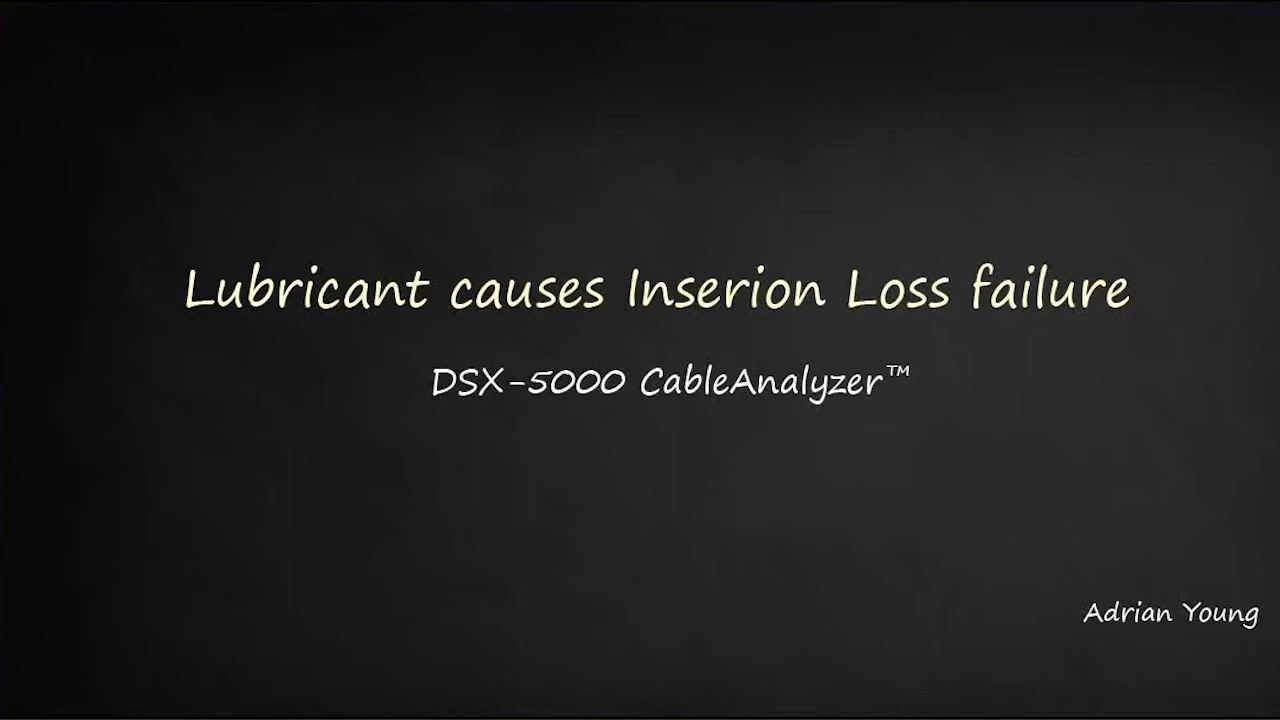 Lubricant causes Inserion Loss failure
DSX-5000 CableAnalyzer™
Adrian Young